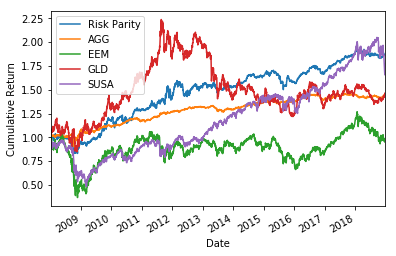 Cumulative Return
2.25
2.00
1.75
1.50
1.25
1.00
0.75
0.50
Risk Parity
AGG
EEM
GLD
SUSA
2009
2010
2011
2012
2013
2014
2015
2016
2017
2018
Date